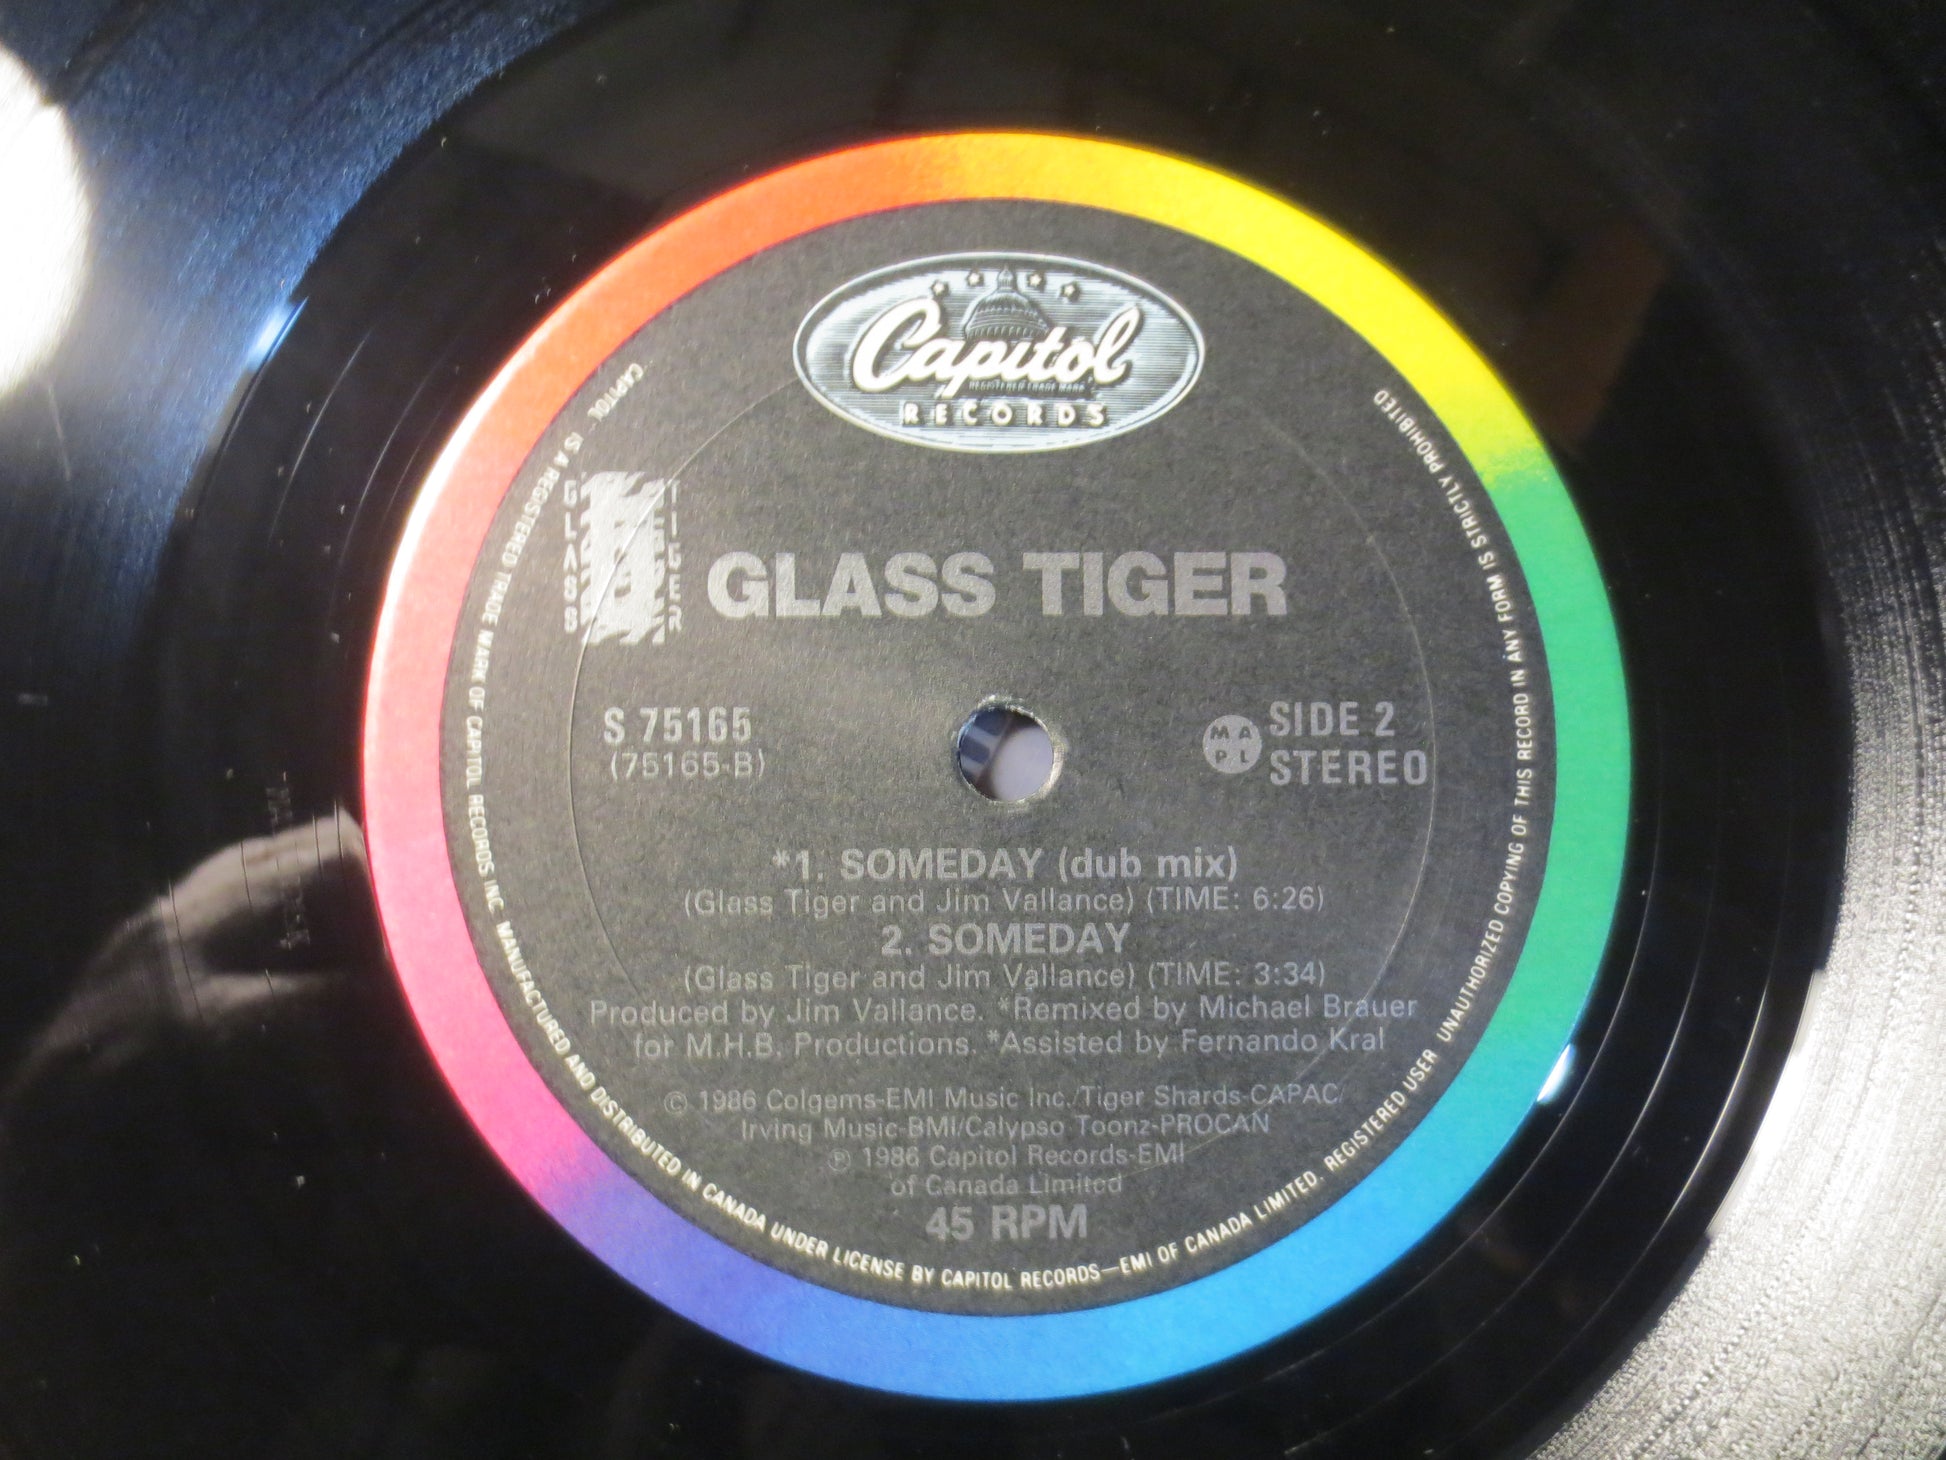 Capitol
REGISTERED TRADE MARK
RECORDS
GLASS
TIGER
GLASS TIGER
S 75165
(75165-B)
MAPL
SIDE 2
STEREO
*1. SOMEDAY (dub mix)
(Glass Tiger and Jim Vallance) (TIME: 6:26)
2. SOMEDAY
(Glass Tiger and Jim Vallance) (TIME: 3:34)
Produced by Jim Vallance. *Remixed by Michael Brauer
for M.H.B. Productions. *Assisted by Fernando Kral
© 1986 Colgems-EMI Music Inc./Tiger Shards-CAPAC/
Irving Music-BMI/Calypso Toonz-PROCAN
℗ 1986 Capitol Records-EMI
of Canada Limited
45 RPM
CAPITOL IS A REGISTERED TRADE MARK OF CAPITOL RECORDS, INC. MANUFACTURED AND DISTRIBUTED IN CANADA UNDER LICENSE BY CAPITOL RECORDS—EMI OF CANADA LIMITED. REGISTERED USER UNAUTHORIZED COPYING OF THIS RECORD IN ANY FORM IS STRICTLY PROHIBITED